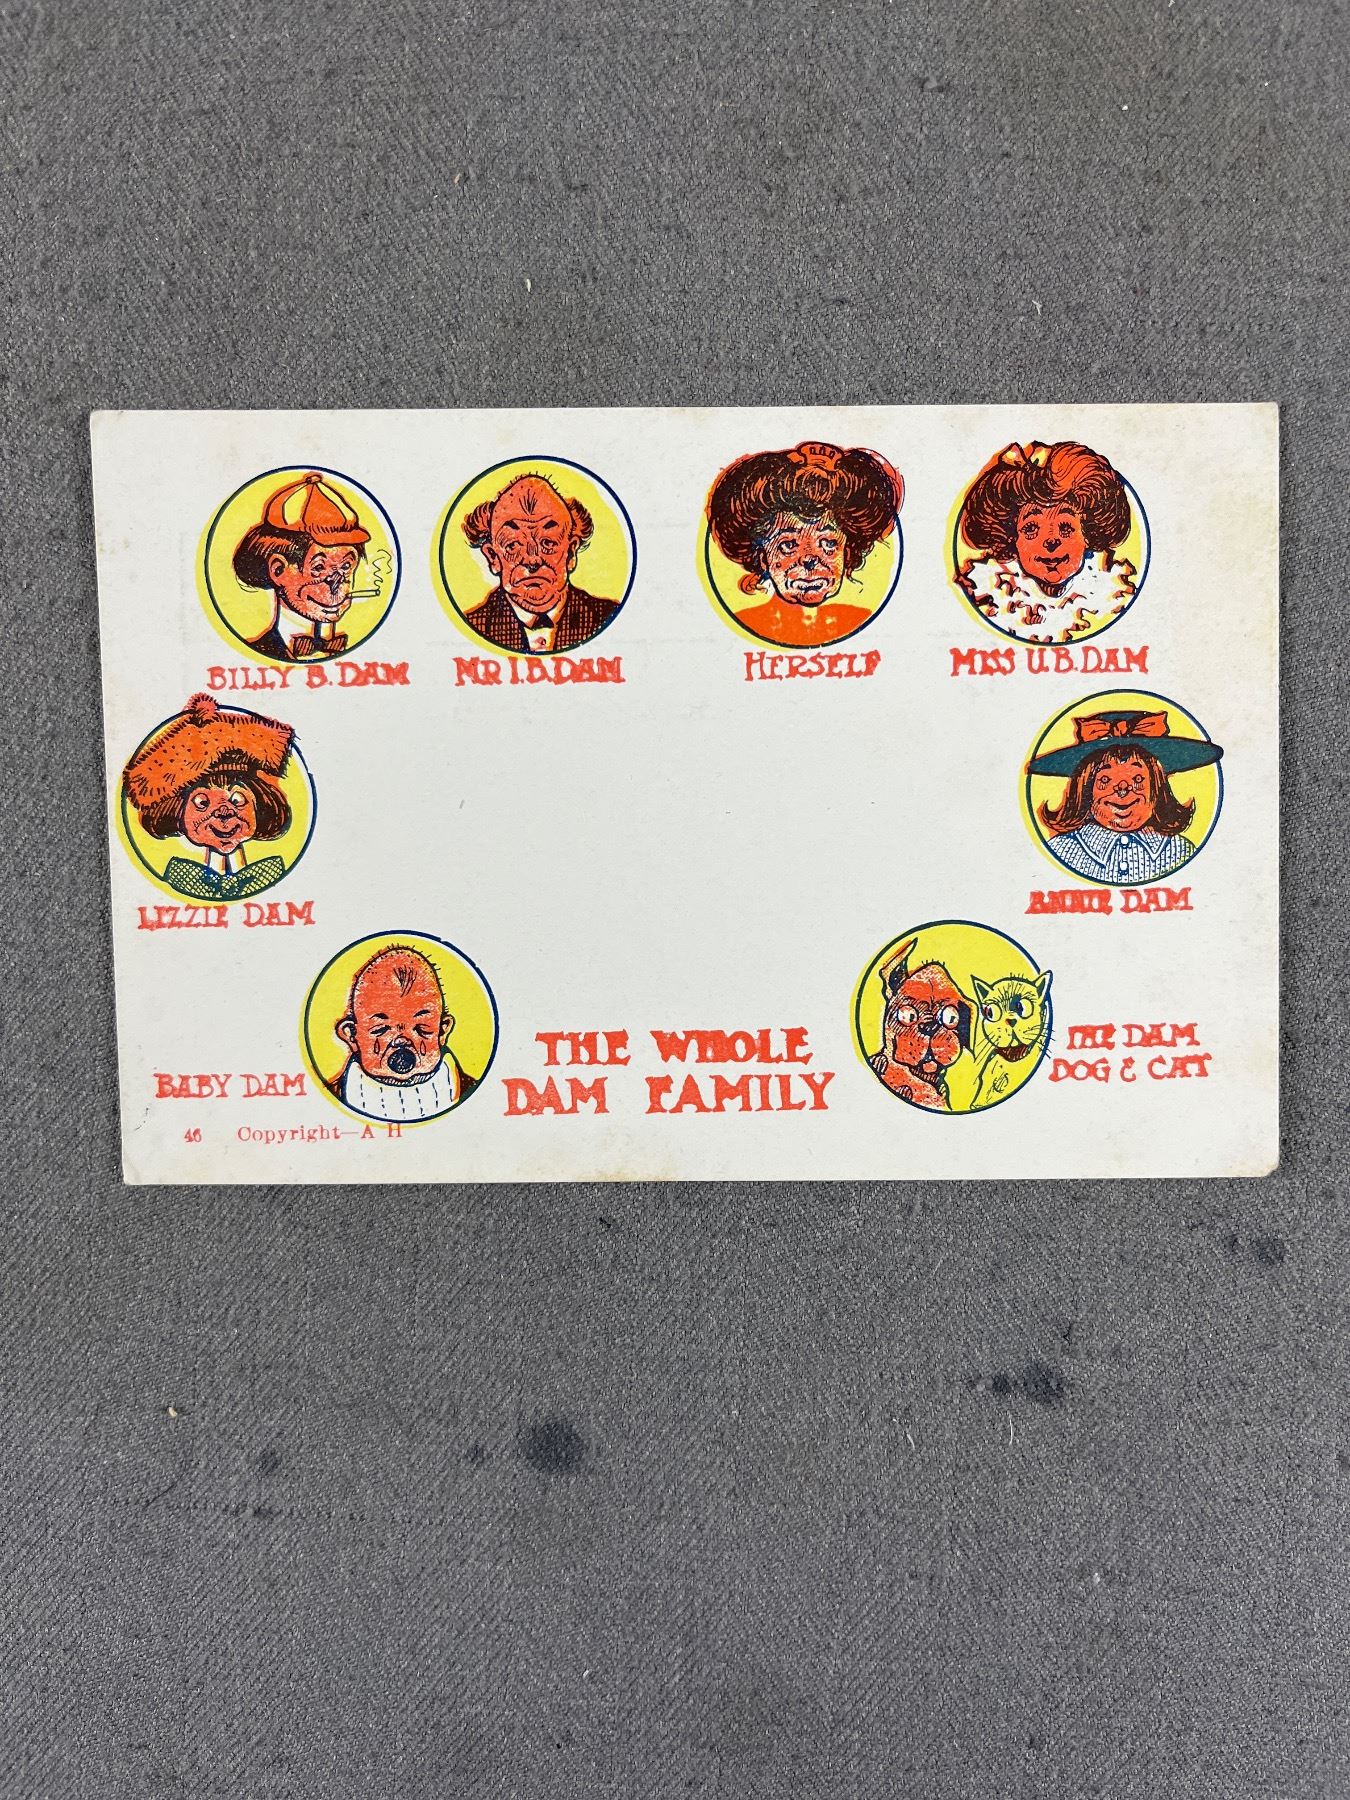 BILLY B. DAM
MR I. B. DAM
HERSELF
MISS U. B. DAM
LIZZIE DAM
ANNIE DAM
BABY DAM
THE WHOLE
DAM FAMILY
THE DAM
DOG & CAT
46 Copyright—A H